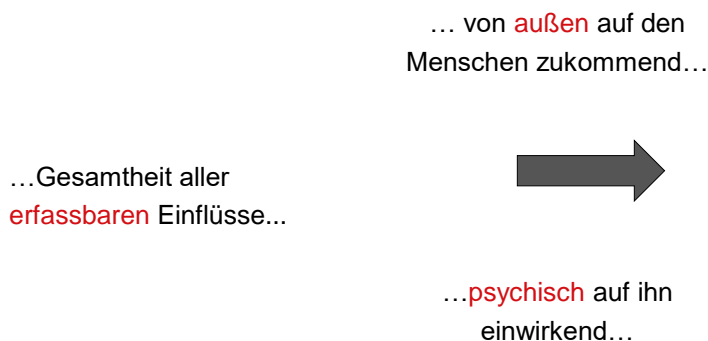 … von außen auf den
Menschen zukommend…
…Gesamtheit aller
erfassbaren Einflüsse...
…psychisch auf ihn
einwirkend…